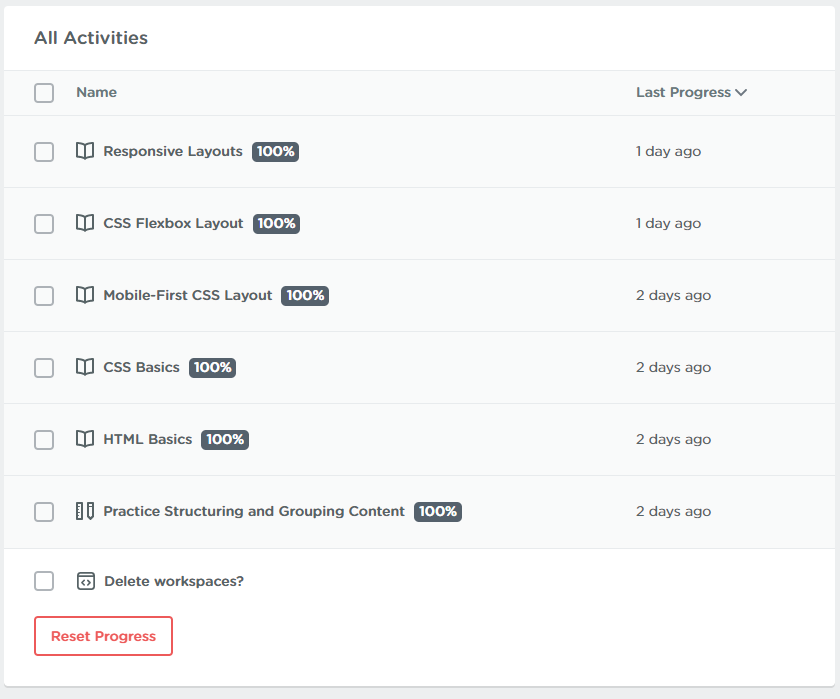 All Activities
Name Last Progress
Responsive Layouts 100% 1 day ago
CSS Flexbox Layout 100% 1 day ago
Mobile-First CSS Layout 100% 2 days ago
CSS Basics 100% 2 days ago
HTML Basics 100% 2 days ago
Practice Structuring and Grouping Content 100% 2 days ago
Delete workspaces?
Reset Progress